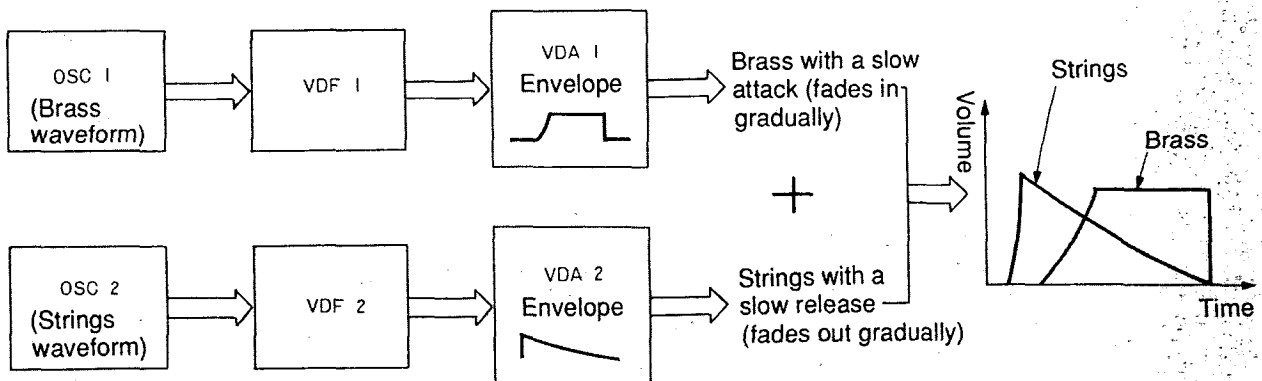 OSC 1
(Brass
waveform)
VDF 1
VDA 1
Envelope
Brass with a slow
attack (fades in
gradually)
+
OSC 2
(Strings
waveform)
VDF 2
VDA 2
Envelope
Strings with a
slow release
(fades out gradually)
Volume
Strings
Brass
Time